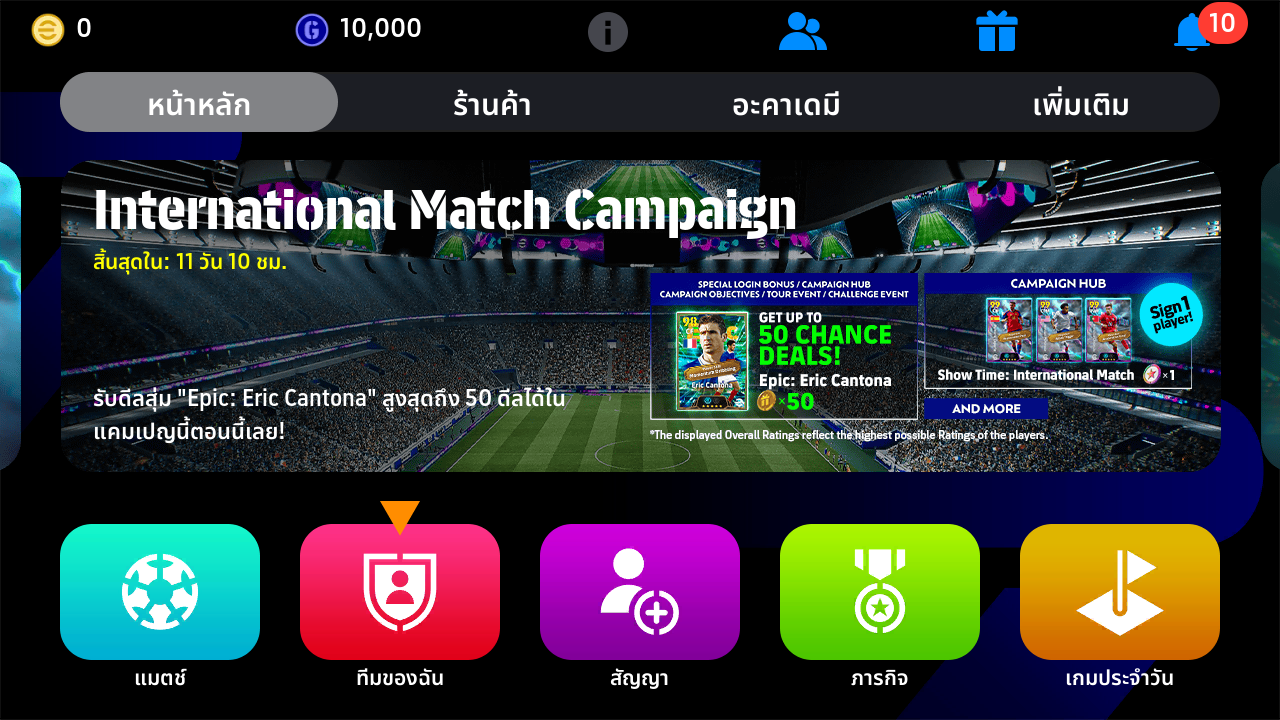 0
10,000
10
หน้าหลัก
ร้านค้า
อะคาเดมี
เพิ่มเติม
International Match Campaign
สิ้นสุดใน: 11 วัน 10 ชม.
รับดีลสุ่ม "Epic: Eric Cantona" สูงสุดถึง 50 ดีลได้ใน
แคมเปญนี้ตอนนี้เลย!
SPECIAL LOGIN BONUS / CAMPAIGN HUB
CAMPAIGN OBJECTIVES / TOUR EVENT / CHALLENGE EVENT
98
Eric Cantona
GET UP TO
50 CHANCE
DEALS!
Epic: Eric Cantona
×50
CAMPAIGN HUB
99
99
99
Sign 1
player!
Show Time: International Match ×1
AND MORE
*The displayed Overall Ratings reflect the highest possible Ratings of the players.
แมตช์
ทีมของฉัน
สัญญา
ภารกิจ
เกมประจำวัน